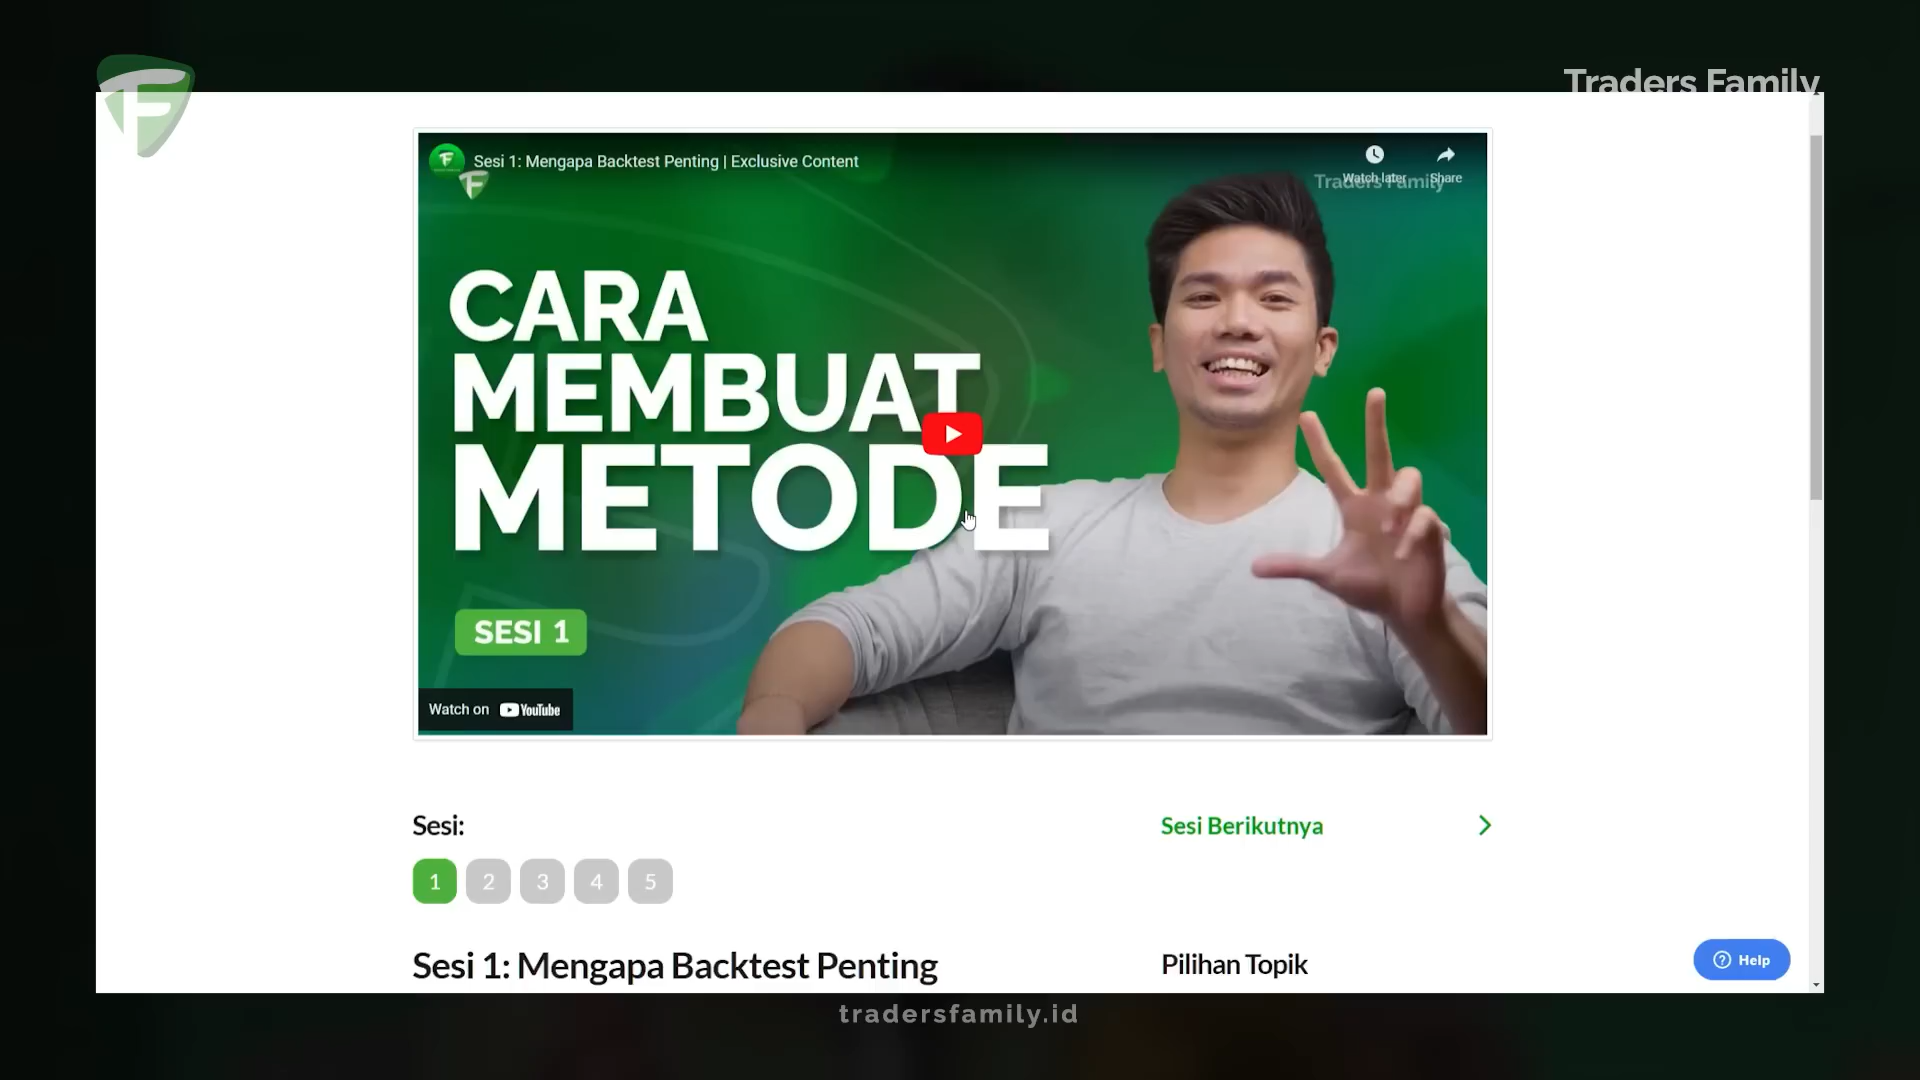 Traders Family
Sesi 1: Mengapa Backtest Penting | Exclusive Content
Watch later
Share
Traders Family
CARA
MEMBUAT
METODE
SESI 1
Watch on YouTube
Sesi:
Sesi Berikutnya
1 2 3 4 5
Sesi 1: Mengapa Backtest Penting
Pilihan Topik
Help
tradersfamily.id